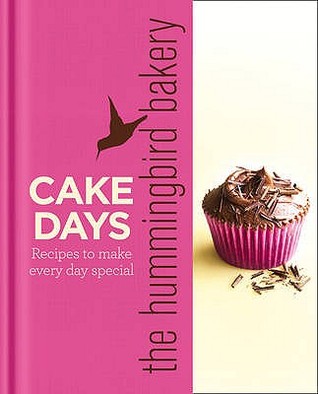 CAKE
DAYS
Recipes to make
every day special
the hummingbird bakery